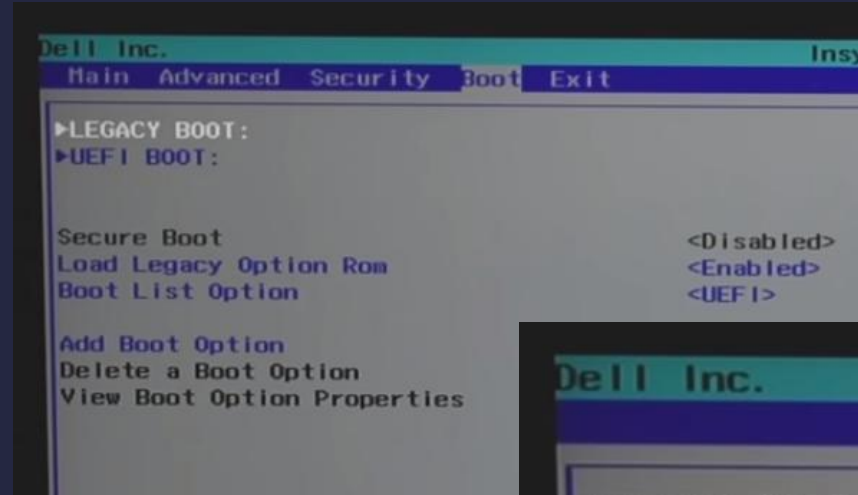 Dell Inc.
Main Advanced Security Boot Exit
▶LEGACY BOOT:
▶UEFI BOOT:
Secure Boot <Disabled>
Load Legacy Option Rom <Enabled>
Boot List Option <UEFI>
Add Boot Option
Delete a Boot Option
View Boot Option Properties
Dell Inc.